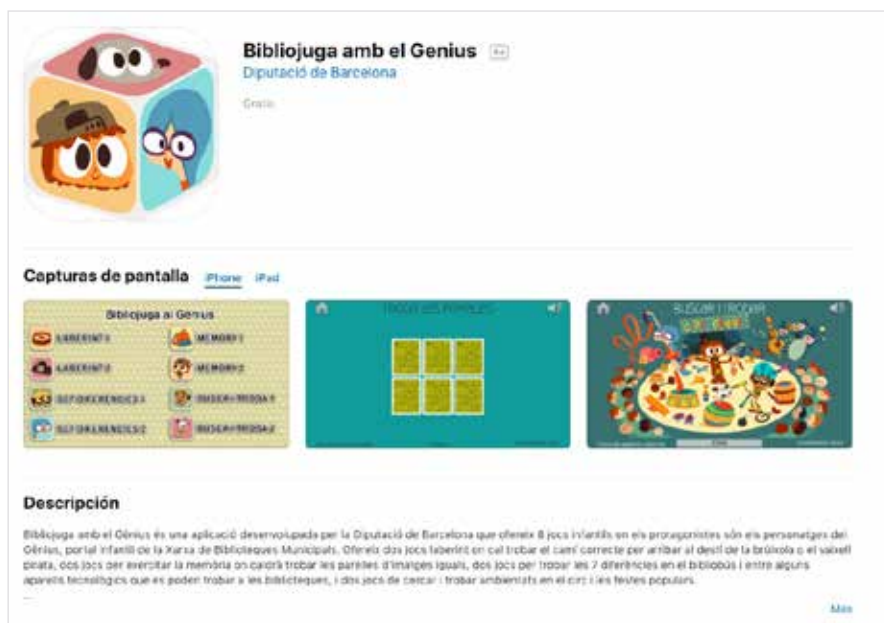 Bibliojuga amb el Genius 4+
Diputació de Barcelona
Gratis
Capturas de pantalla iPhone iPad
Bibliojuga al Genius
LABERINT 1 MEMORY 1
LABERINT 2 MEMORY 2
7 DIFERENCIES 1 BUSCA I TROBA 1
7 DIFERENCIES 2 BUSCA I TROBA 2
BUSCAR I TROBAR
Descripción
Bibliojuga amb el Gènius és una aplicació desenvolupada per la Diputació de Barcelona que ofereix 8 jocs infantils on els protagonistes són els personatges del
Gènius, portal infantil de la Xarxa de Biblioteques Municipals. Ofereix dos jocs laberint on cal trobar el camí correcte per arribar al destí de la brúixola o el vaixell
pirata, dos jocs per exercitar la memòria on caldrà trobar les parelles d'imatges iguals, dos jocs per trobar les 7 diferències en el bibliobús i entre alguns
aparells tecnològics que es poden trobar a les biblioteques, i dos jocs de cercar i trobar ambientats en el circ i les festes populars.
...
Más